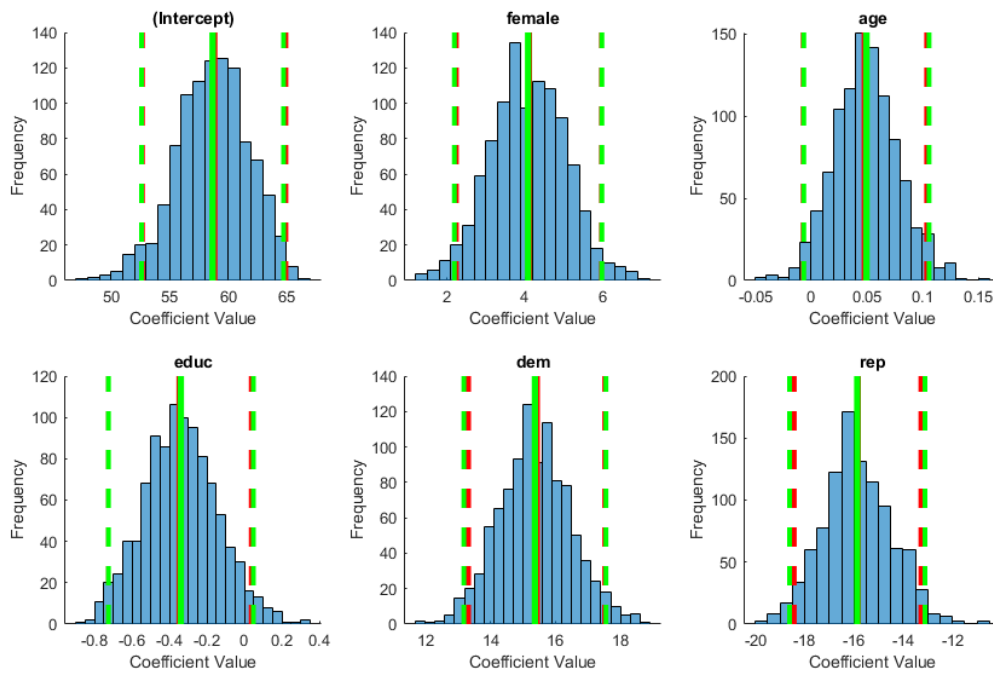 (Intercept)
140
120
100
80
60
40
20
0
Frequency
50 55 60 65
Coefficient Value
female
140
120
100
80
60
40
20
0
Frequency
2 4 6
Coefficient Value
age
150
100
50
0
Frequency
-0.05 0 0.05 0.1 0.15
Coefficient Value
educ
120
100
80
60
40
20
0
Frequency
-0.8 -0.6 -0.4 -0.2 0 0.2 0.4
Coefficient Value
dem
140
120
100
80
60
40
20
0
Frequency
12 14 16 18
Coefficient Value
rep
200
150
100
50
0
Frequency
-20 -18 -16 -14 -12
Coefficient Value